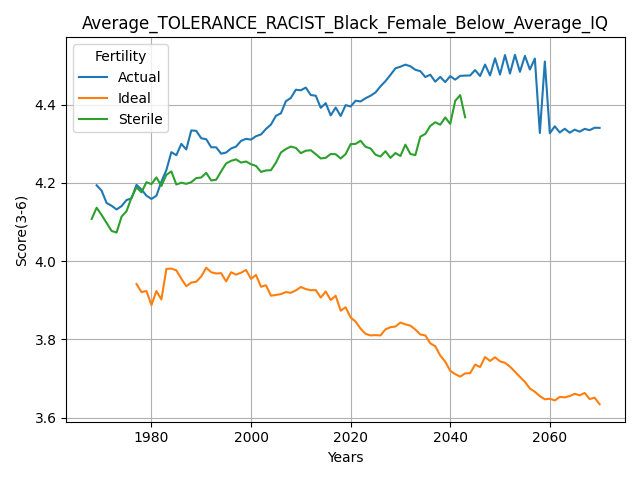 Average_TOLERANCE_RACIST_Black_Female_Below_Average_IQ
Fertility
Actual
Ideal
Sterile
Score(3-6)
4.4
4.2
4.0
3.8
3.6
1980
2000
2020
2040
2060
Years